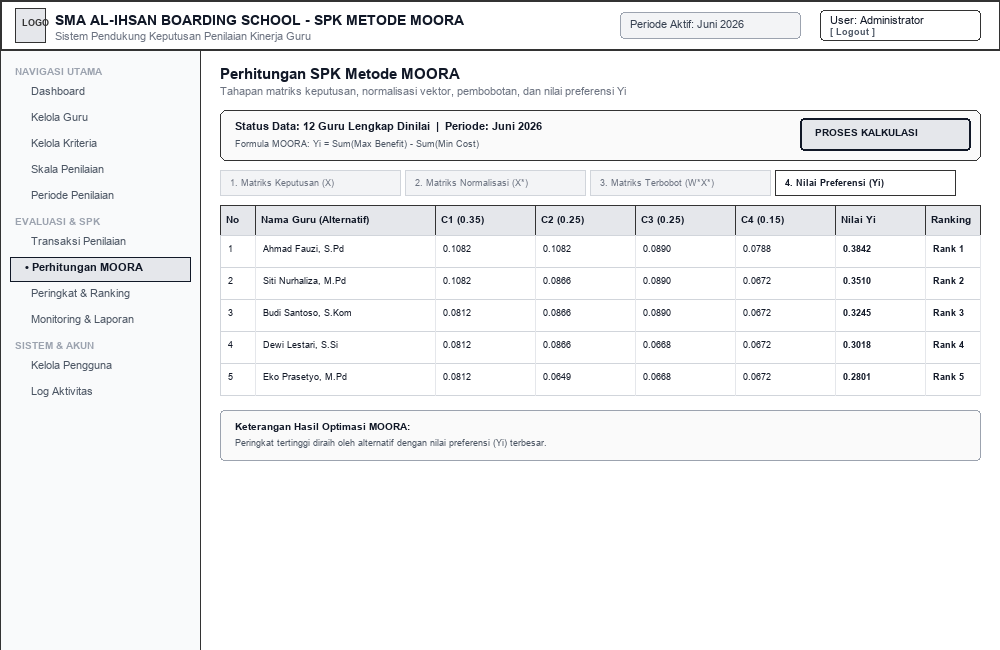 LOGO
SMA AL-IHSAN BOARDING SCHOOL - SPK METODE MOORA
Sistem Pendukung Keputusan Penilaian Kinerja Guru
Periode Aktif: Juni 2026
User: Administrator
[ Logout ]
NAVIGASI UTAMA
Dashboard
Kelola Guru
Kelola Kriteria
Skala Penilaian
Periode Penilaian
EVALUASI & SPK
Transaksi Penilaian
• Perhitungan MOORA
Peringkat & Ranking
Monitoring & Laporan
SISTEM & AKUN
Kelola Pengguna
Log Aktivitas
Perhitungan SPK Metode MOORA
Tahapan matriks keputusan, normalisasi vektor, pembobotan, dan nilai preferensi Yi
Status Data: 12 Guru Lengkap Dinilai | Periode: Juni 2026
Formula MOORA: Yi = Sum(Max Benefit) - Sum(Min Cost)
PROSES KALKULASI
1. Matriks Keputusan (X) 2. Matriks Normalisasi (X*) 3. Matriks Terbobot (W*X*) 4. Nilai Preferensi (Yi)
No Nama Guru (Alternatif) C1 (0.35) C2 (0.25) C3 (0.25) C4 (0.15) Nilai Yi Ranking
1 Ahmad Fauzi, S.Pd 0.1082 0.1082 0.0890 0.0788 0.3842 Rank 1
2 Siti Nurhaliza, M.Pd 0.1082 0.0866 0.0890 0.0672 0.3510 Rank 2
3 Budi Santoso, S.Kom 0.0812 0.0866 0.0890 0.0672 0.3245 Rank 3
4 Dewi Lestari, S.Si 0.0812 0.0866 0.0668 0.0672 0.3018 Rank 4
5 Eko Prasetyo, M.Pd 0.0812 0.0649 0.0668 0.0672 0.2801 Rank 5
Keterangan Hasil Optimasi MOORA:
Peringkat tertinggi diraih oleh alternatif dengan nilai preferensi (Yi) terbesar.